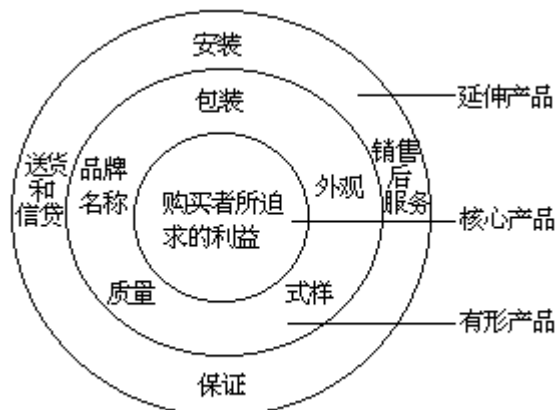 安装
延伸产品
包装
送货
和
信贷
品牌
名称
外观
销售
后
服务
购买者所迫
求的利益
核心产品
质量
式样
有形产品
保证